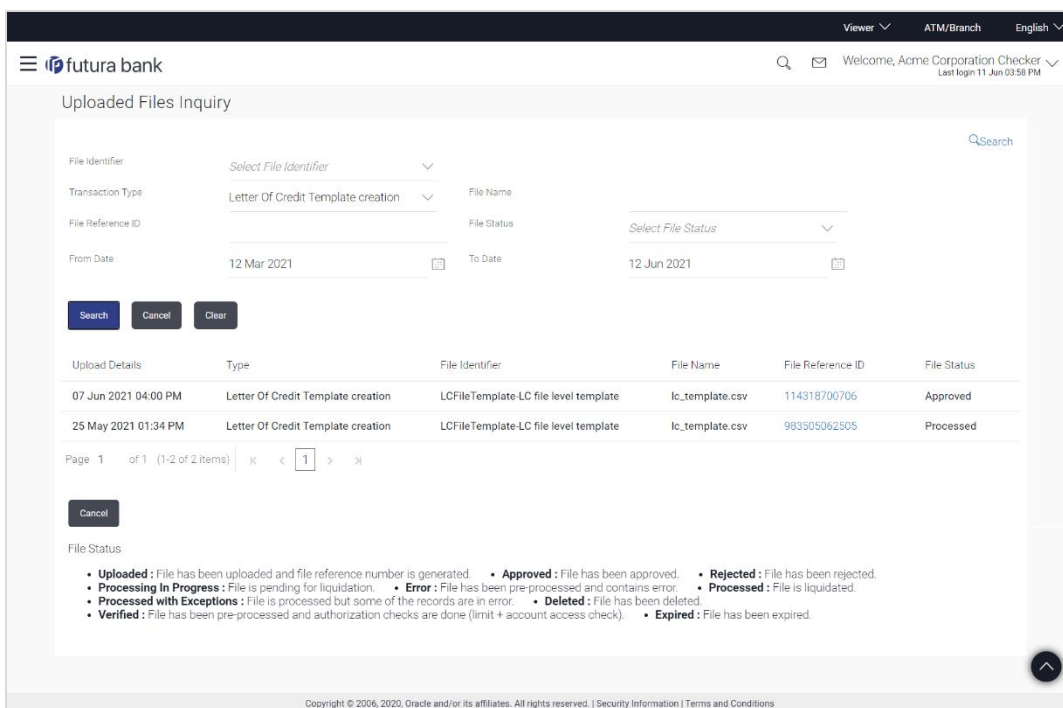 Viewer ATM/Branch English
futura bank Welcome, Acme Corporation Checker
Last login 11 Jun 03:58 PM
Uploaded Files Inquiry
Search
File Identifier Select File Identifier
Transaction Type Letter Of Credit Template creation File Name
File Reference ID File Status Select File Status
From Date 12 Mar 2021 To Date 12 Jun 2021
Search Cancel Clear
Upload Details Type File Identifier File Name File Reference ID File Status
07 Jun 2021 04:00 PM Letter Of Credit Template creation LCFileTemplate-LC file level template lc_template.csv 114318700706 Approved
25 May 2021 01:34 PM Letter Of Credit Template creation LCFileTemplate-LC file level template lc_template.csv 983505062505 Processed
Page 1 of 1 (1-2 of 2 items) 1
Cancel
File Status
• Uploaded : File has been uploaded and file reference number is generated. • Approved : File has been approved. • Rejected : File has been rejected.
• Processing In Progress : File is pending for liquidation. • Error : File has been pre-processed and contains error. • Processed : File is liquidated.
• Processed with Exceptions : File is processed but some of the records are in error. • Deleted : File has been deleted.
• Verified : File has been pre-processed and authorization checks are done (limit + account access check). • Expired : File has been expired.
Copyright © 2006, 2020, Oracle and/or its affiliates. All rights reserved. | Security Information | Terms and Conditions